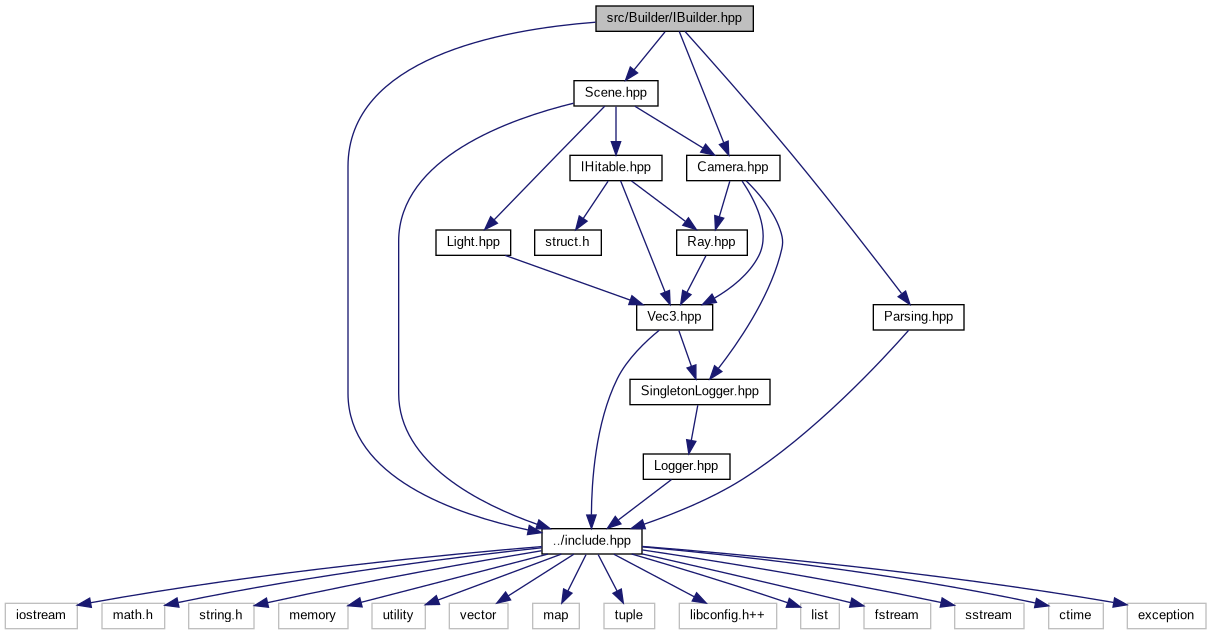 src/Builder/IBuilder.hpp
Scene.hpp
IHitable.hpp
Camera.hpp
Light.hpp
struct.h
Ray.hpp
Vec3.hpp
Parsing.hpp
SingletonLogger.hpp
Logger.hpp
../include.hpp
iostream
math.h
string.h
memory
utility
vector
map
tuple
libconfig.h++
list
fstream
sstream
ctime
exception